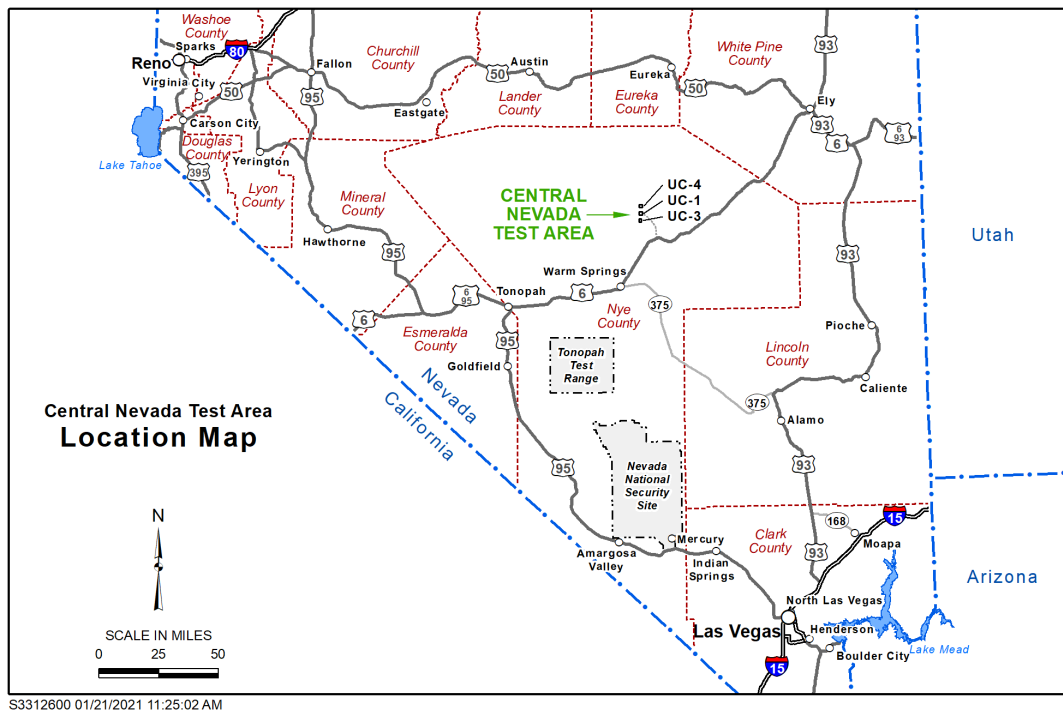 Washoe
County
Sparks
Reno
80
Virginia City
50
Carson City
Douglas
County
Lake Tahoe
395
Yerington
Lyon
County
Churchill
County
Fallon
95
Eastgate
50
Austin
Lander
County
Eureka
Eureka
County
50
White Pine
County
93
Ely
93
6
6
93
Mineral
County
Hawthorne
95
CENTRAL
NEVADA
TEST AREA
UC-4
UC-1
UC-3
Utah
93
Warm Springs
Tonopah
6
95
6
6
Nye
County
375
Esmeralda
County
95
Goldfield
Tonopah
Test
Range
Pioche
Lincoln
County
Caliente
375
Alamo
Nevada
California
Central Nevada Test Area
Location Map
95
Nevada
National
Security
Site
93
N
168
15
Clark
County
Moapa
93
Mercury
Amargosa
Valley
Indian
Springs
Arizona
North Las Vegas
Las Vegas
Henderson
Boulder City
Lake Mead
15
SCALE IN MILES
0
25
50
S3312600 01/21/2021 11:25:02 AM